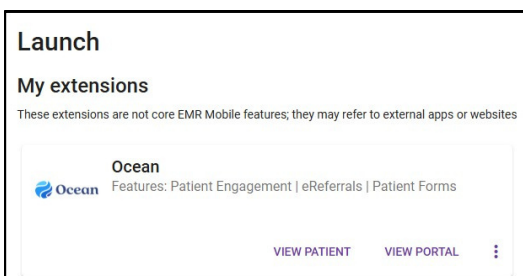 Launch
My extensions
These extensions are not core EMR Mobile features; they may refer to external apps or websites
Ocean
Ocean
Features: Patient Engagement | eReferrals | Patient Forms
VIEW PATIENT VIEW PORTAL